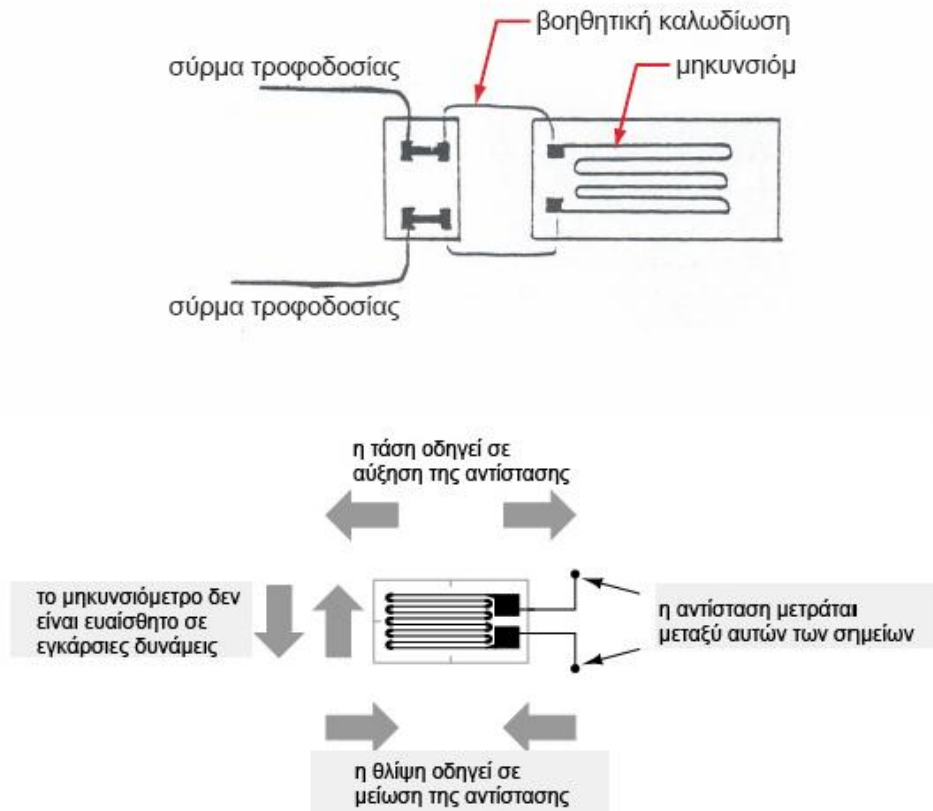 βοηθητική καλωδίωση
σύρμα τροφοδοσίας
μηκυνσιόμ
σύρμα τροφοδοσίας
η τάση οδηγεί σε
αύξηση της αντίστασης
το μηκυνσιόμετρο δεν
είναι ευαίσθητο σε
εγκάρσιες δυνάμεις
η αντίσταση μετράται
μεταξύ αυτών των σημείων
η θλίψη οδηγεί σε
μείωση της αντίστασης